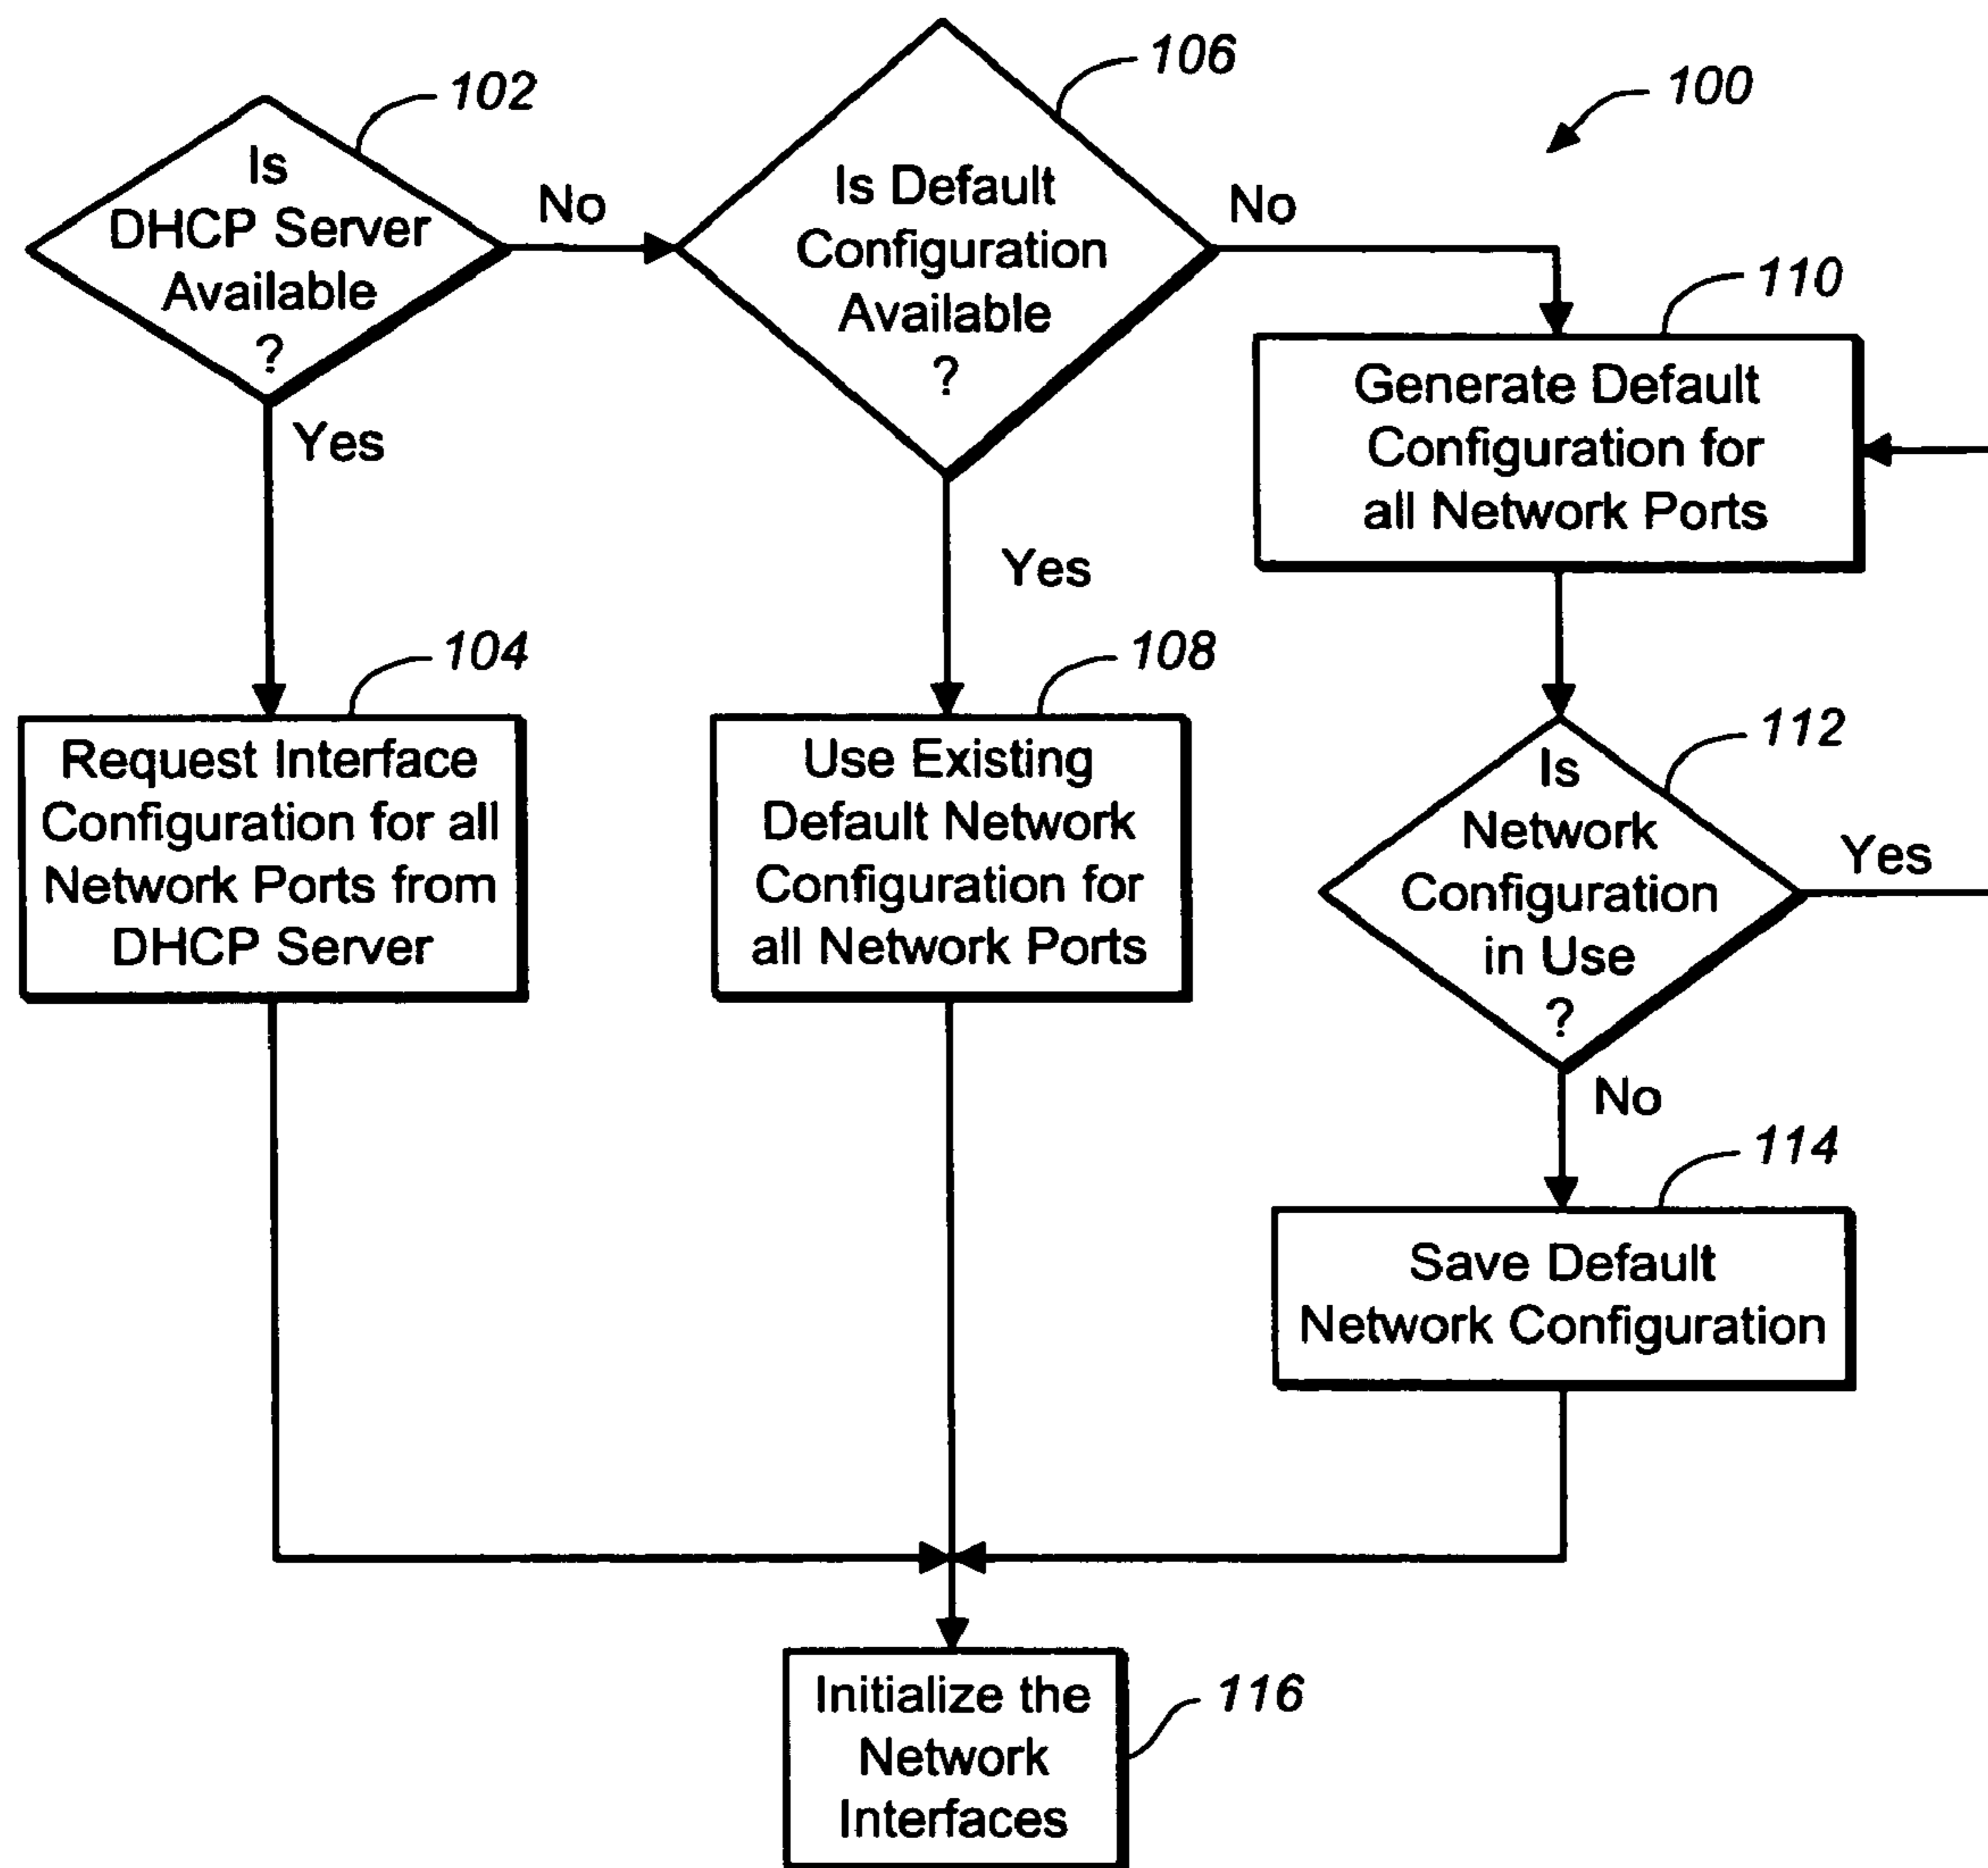 102
Is
DHCP Server
Available
?
No
Yes
106
Is Default
Configuration
Available
?
No
Yes
100
110
Generate Default
Configuration for
all Network Ports
104
Request Interface
Configuration for all
Network Ports from
DHCP Server
108
Use Existing
Default Network
Configuration for
all Network Ports
112
Is
Network
Configuration
in Use
?
Yes
No
114
Save Default
Network Configuration
116
Initialize the
Network
Interfaces